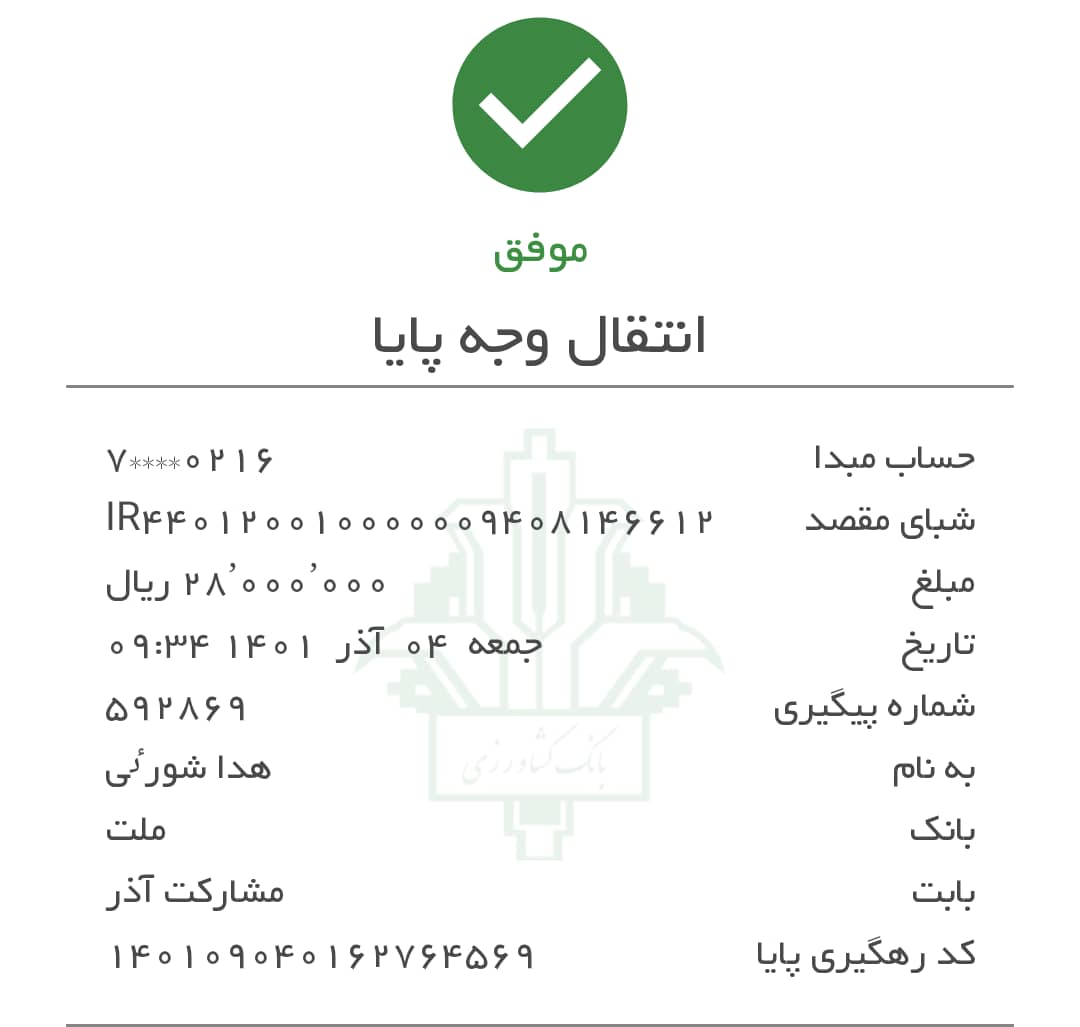 موفق
انتقال وجه پایا
حساب مبدا ۷****۰۲۱۶
شبای مقصد IR۴۴۰۱۲۰۰۱۰۰۰۰۰۰۹۴۰۸۱۴۶۶۱۲
مبلغ ۲۸٬۰۰۰٬۰۰۰ ریال
تاریخ جمعه ۰۴ آذر ۱۴۰۱ ۰۹:۳۴
شماره پیگیری ۵۹۲۸۶۹
به نام هدا شورئی
بانک ملت
بابت مشارکت آذر
کد رهگیری پایا ۱۴۰۱۰۹۰۴۰۱۶۲۷۶۴۵۶۹
بانک کشاورزی